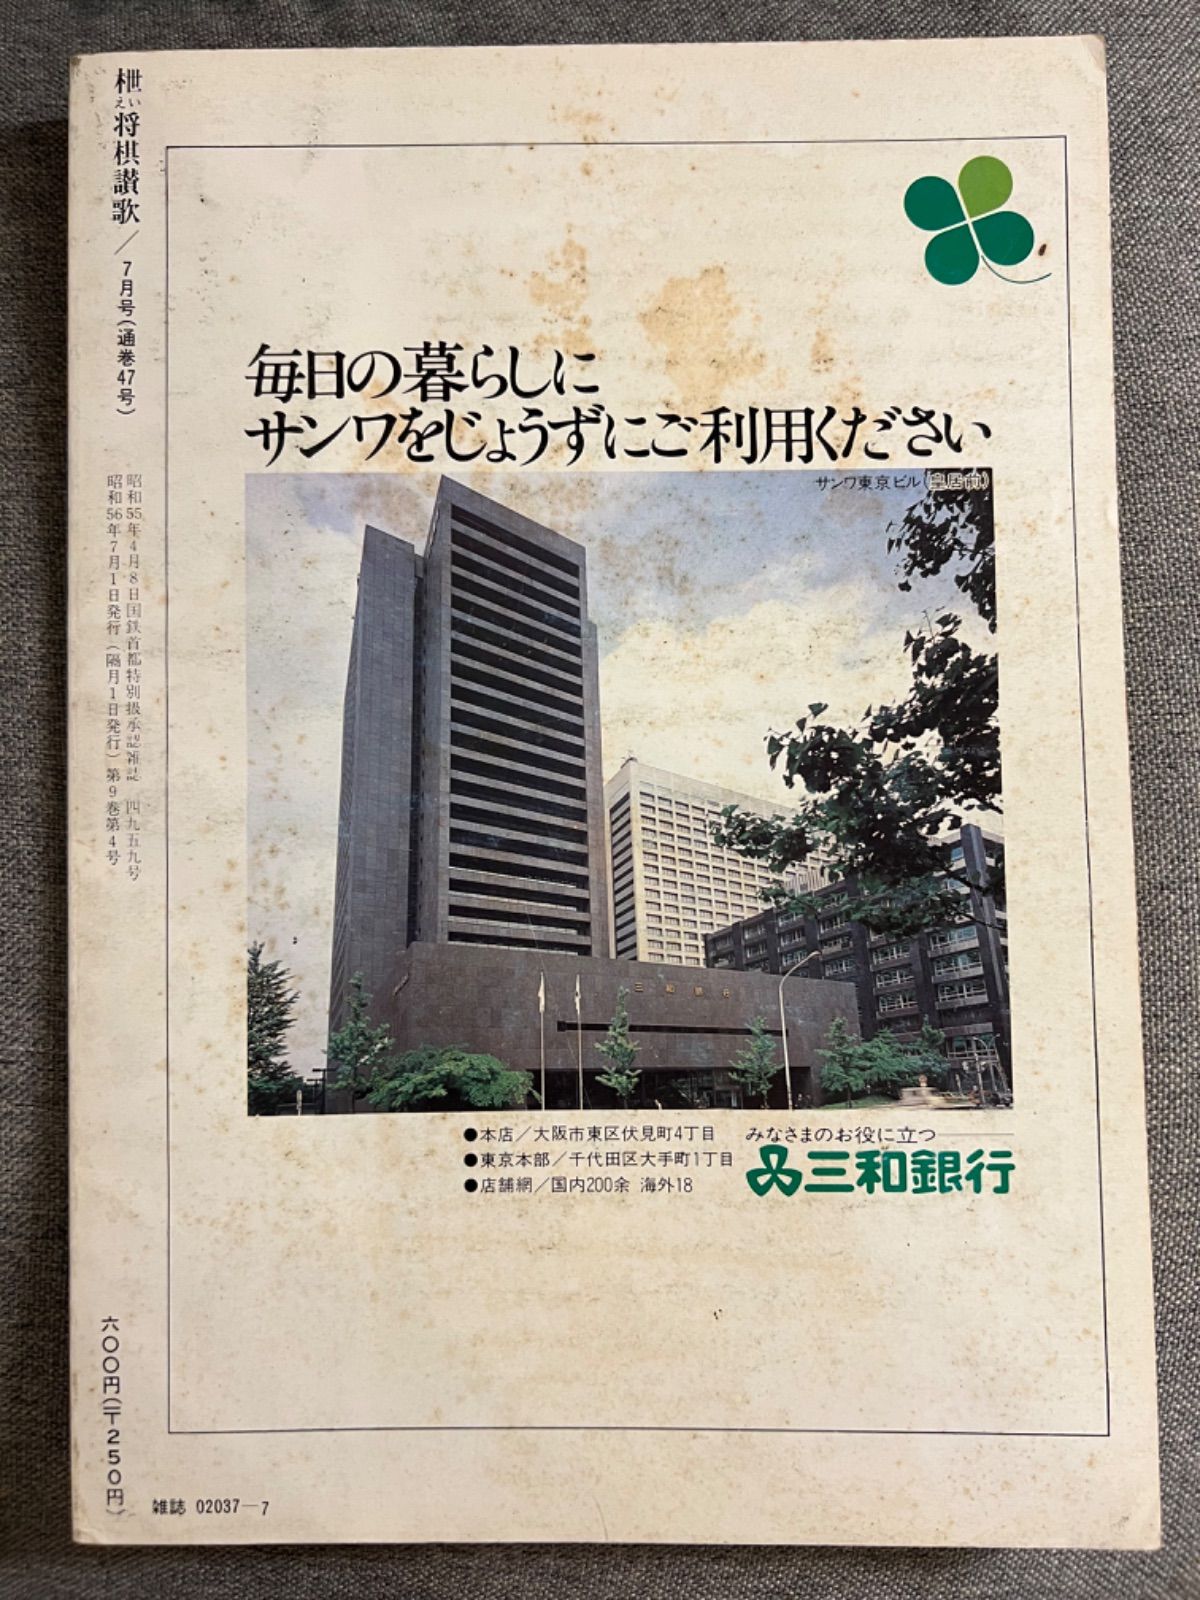 枻将棋讃歌／7月号(通巻47号)
えい
昭和55年4月8日国鉄首都特別扱承認雑誌 四九五九号
昭和56年7月1日発行(隔月1日発行)第9巻第4号
六〇〇円(〒250円)
毎日の暮らしに
サンワをじょうずにご利用ください
サンワ東京ビル(皇居前)
三和銀行
●本店／大阪市東区伏見町4丁目
●東京本部／千代田区大手町1丁目
●店舗網／国内200余 海外18
みなさまのお役に立つ
三和銀行
雑誌 02037-7